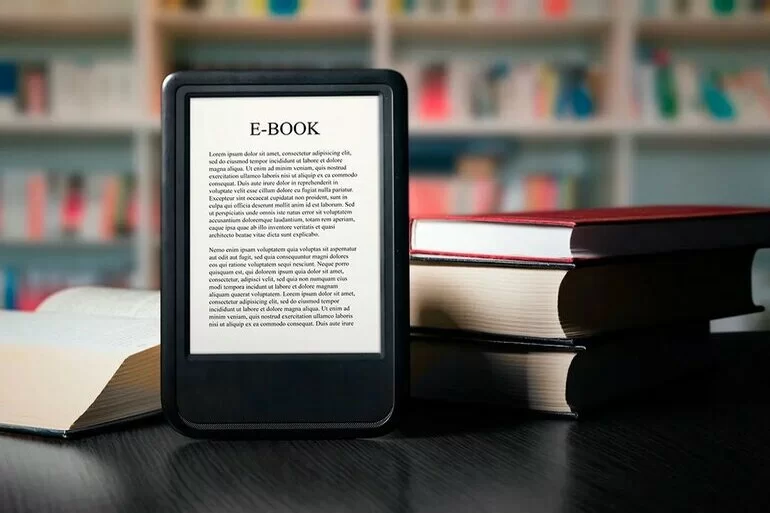 E-BOOK
Lorem ipsum dolor sit amet, consectetur adipisicing elit,
sed do eiusmod tempor incididunt ut labore et dolore
magna aliqua. Ut enim ad minim veniam, quis nostrud
exercitation ullamco laboris nisi ut aliquip ex ea commodo
consequat. Duis aute irure dolor in reprehenderit in
voluptate velit esse cillum dolore eu fugiat nulla pariatur.
Excepteur sint occaecat cupidatat non proident, sunt in
culpa qui officia deserunt mollit anim id est laborum. Sed
ut perspiciatis unde omnis iste natus error sit voluptatem
accusantium doloremque laudantium, totam rem aperiam,
eaque ipsa quae ab illo inventore veritatis et quasi
architecto beatae vitae dicta sunt explicabo.
Nemo enim ipsam voluptatem quia voluptas sit aspernatur
aut odit aut fugit, sed quia consequuntur magni dolores
eos qui ratione voluptatem sequi nesciunt. Neque porro
quisquam est, qui dolorem ipsum quia dolor sit amet,
consectetur, adipisci velit, sed quia non numquam eius
modi tempora incidunt ut labore et dolore magnam
aliquam quaerat voluptatem. Lorem ipsum dolor sit amet,
consectetur adipisicing elit, sed do eiusmod tempor
incididunt ut labore et dolore magna aliqua. Ut enim ad
minim veniam, quis nostrud exercitation ullamco laboris
nisi ut aliquip ex ea commodo consequat. Duis aute irure